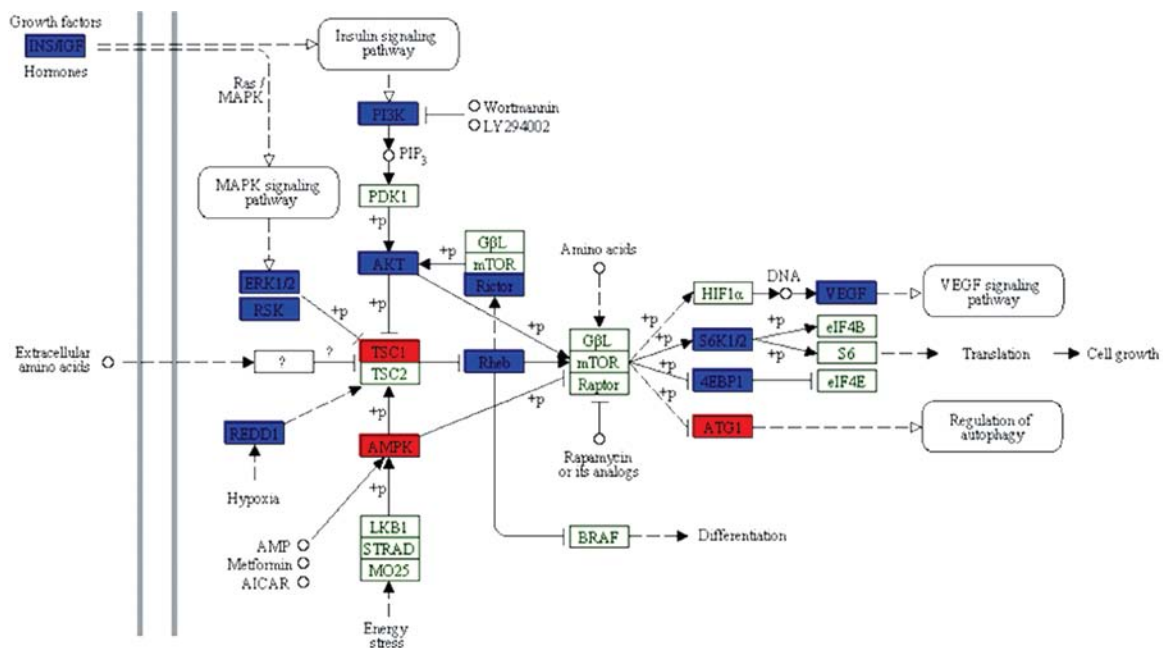 Growth factors
INS/IGF
Hormones
Insulin signaling
pathway
Ras /
MAPK
PI3K
Wortmannin
LY294002
PIP3
MAPK signaling
pathway
PDK1
+p
AKT
+p
GβL
mTOR
Rictor
Amino acids
ERK1/2
RSK
+p
+p
+p
HIF1α
DNA
VEGF
VEGF signaling
pathway
+p
+p
S6K1/2
+p
+p
eIF4B
S6
Translation
Cell growth
Extracellular
amino acids
?
?
TSC1
TSC2
Rheb
GβL
mTOR
Raptor
+p
4EBP1
eIF4E
+p
+p
+p
REDD1
AMPK
ATG1
Regulation of
autophagy
Hypoxia
+p
Rapamycin
or its analogs
AMP
Metformin
AICAR
LKB1
STRAD
MO25
BRAF
Differentiation
Energy
stress